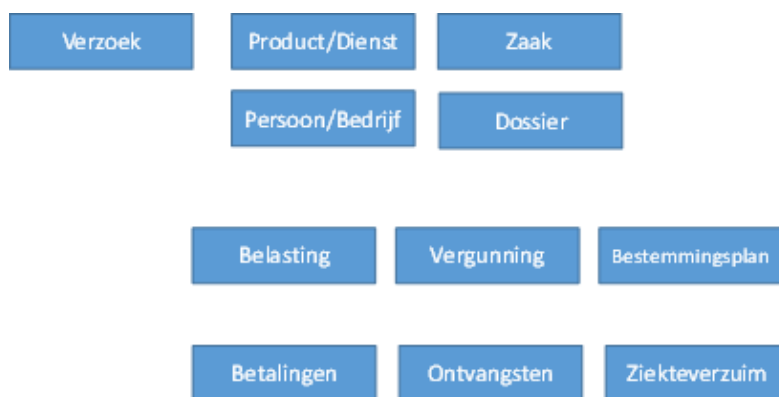 Verzoek
Product/Dienst
Zaak
Persoon/Bedrijf
Dossier
Belasting
Vergunning
Bestemmingsplan
Betalingen
Ontvangsten
Ziekteverzuim